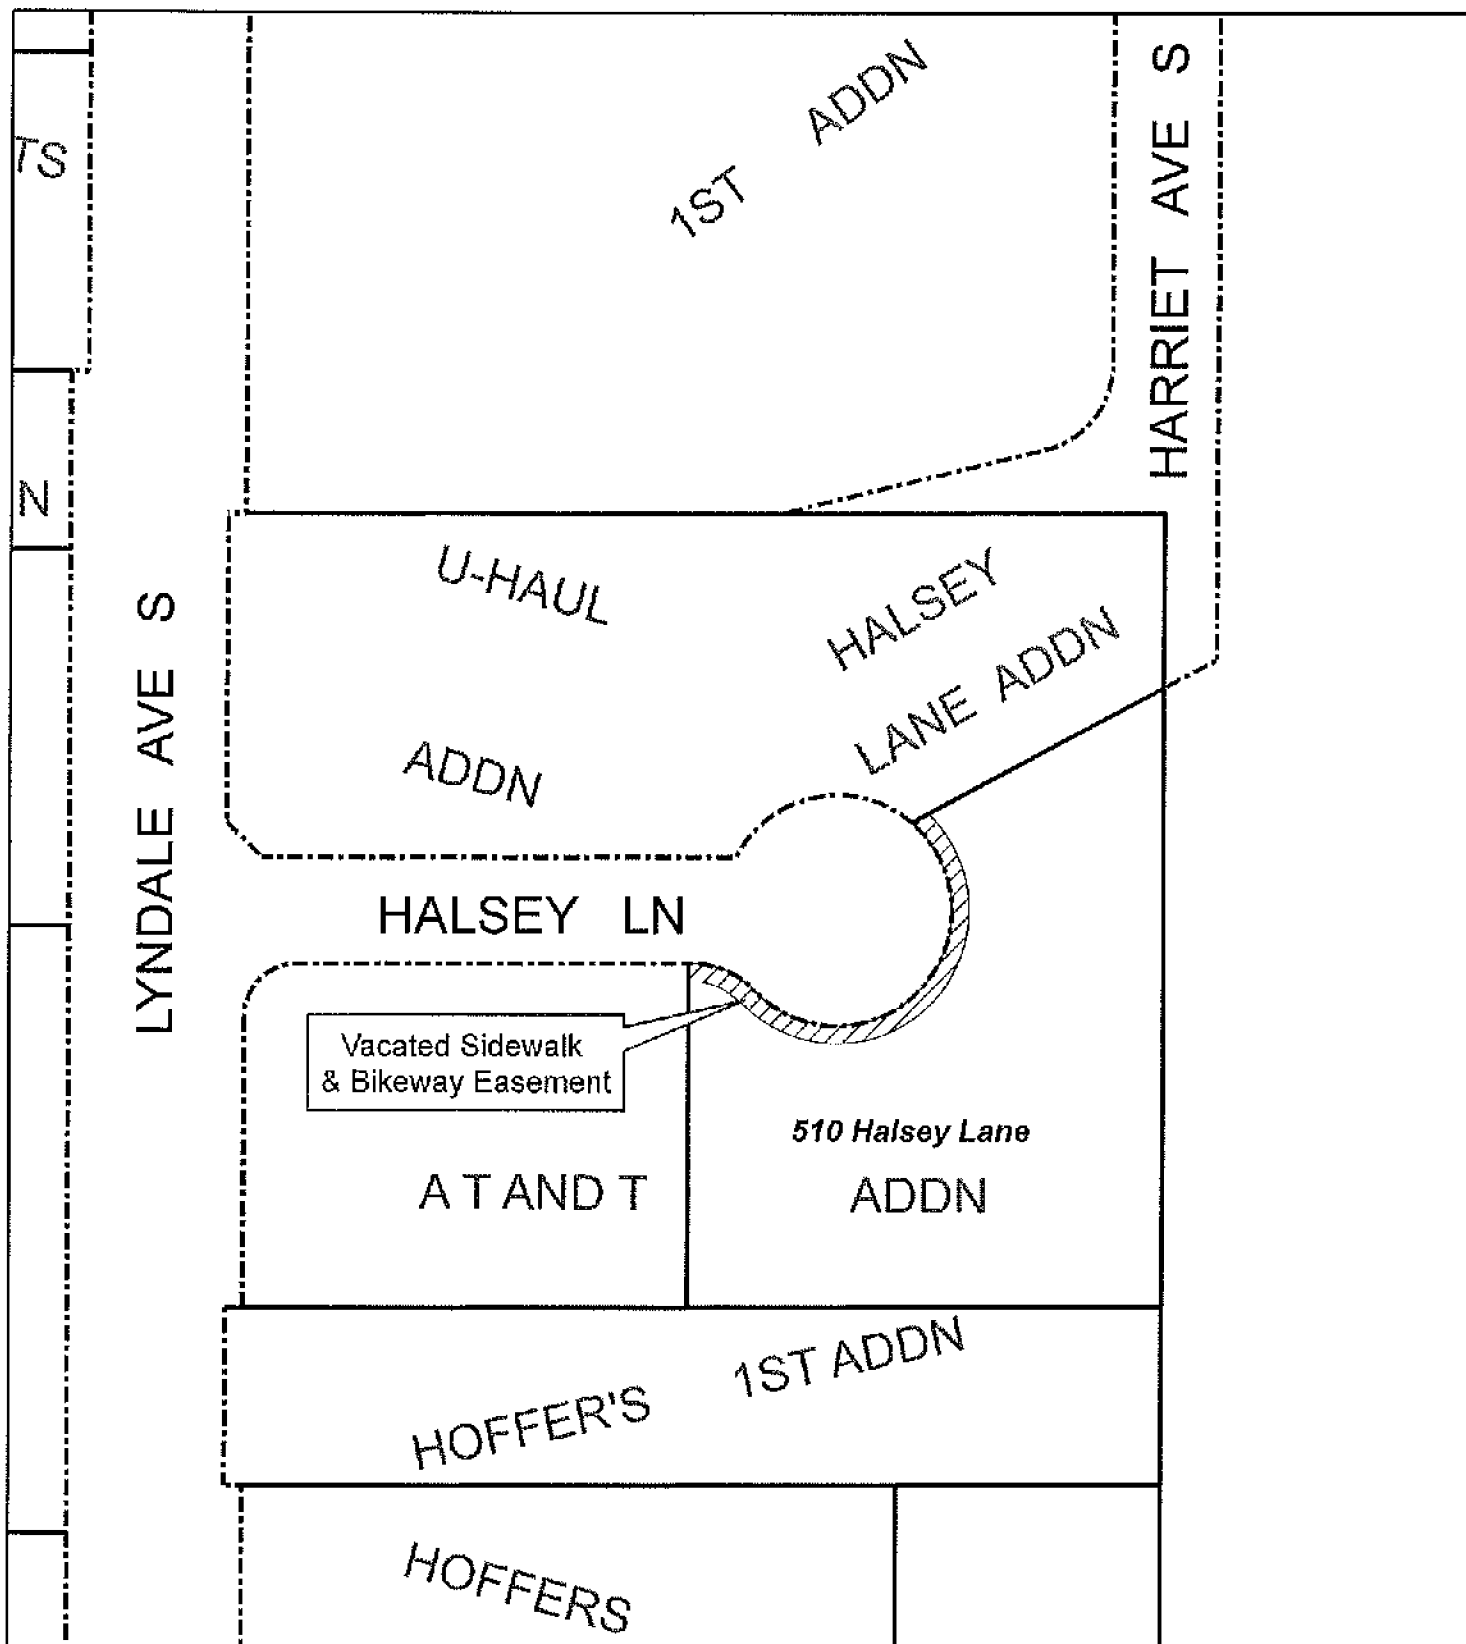 1ST ADDN
HARRIET AVE S
TS
N
U-HAUL
ADDN
HALSEY
LANE ADDN
LYNDALE AVE S
HALSEY LN
Vacated Sidewalk
& Bikeway Easement
510 Halsey Lane
A T AND T ADDN
HOFFER'S 1ST ADDN
HOFFERS